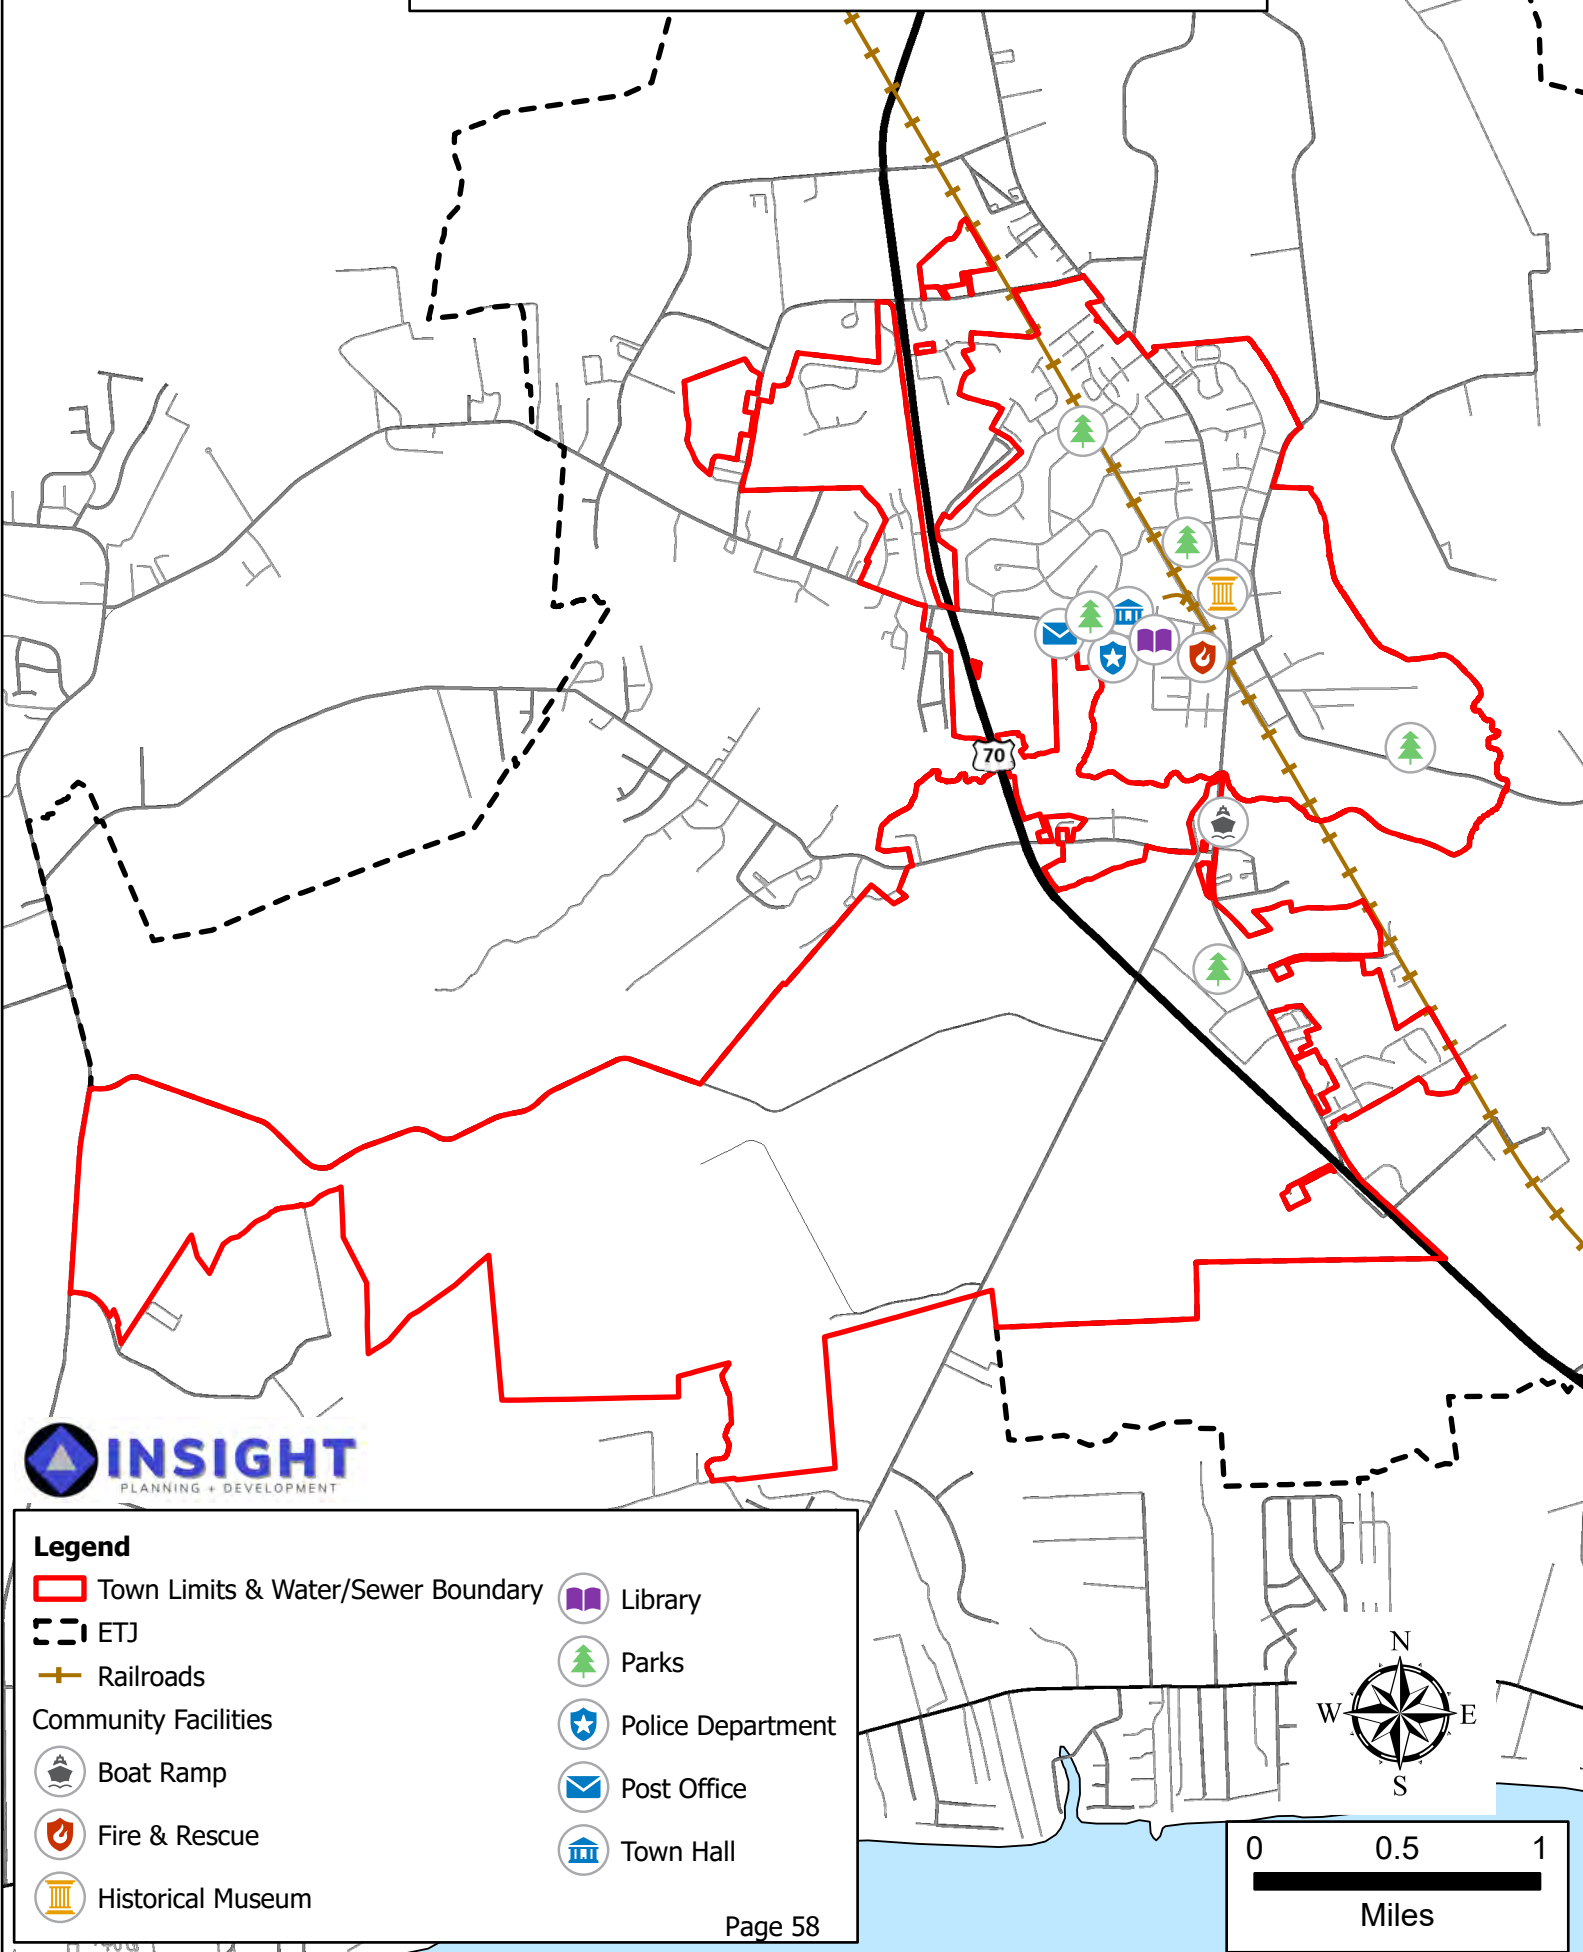 70
INSIGHT
PLANNING + DEVELOPMENT
Legend
Town Limits & Water/Sewer Boundary
ETJ
Railroads
Community Facilities
Boat Ramp
Fire & Rescue
Historical Museum
Library
Parks
Police Department
Post Office
Town Hall
Page 58
N
W E
S
0 0.5 1
Miles